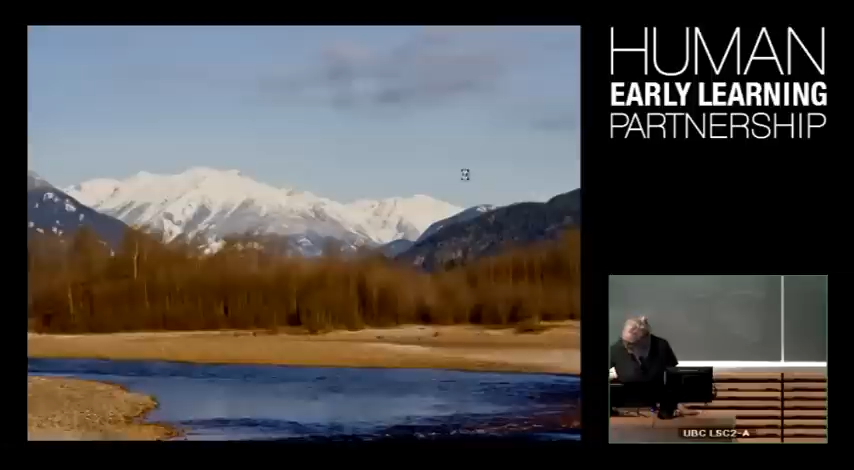 HUMAN
EARLY LEARNING
PARTNERSHIP
UBC LSC2-A